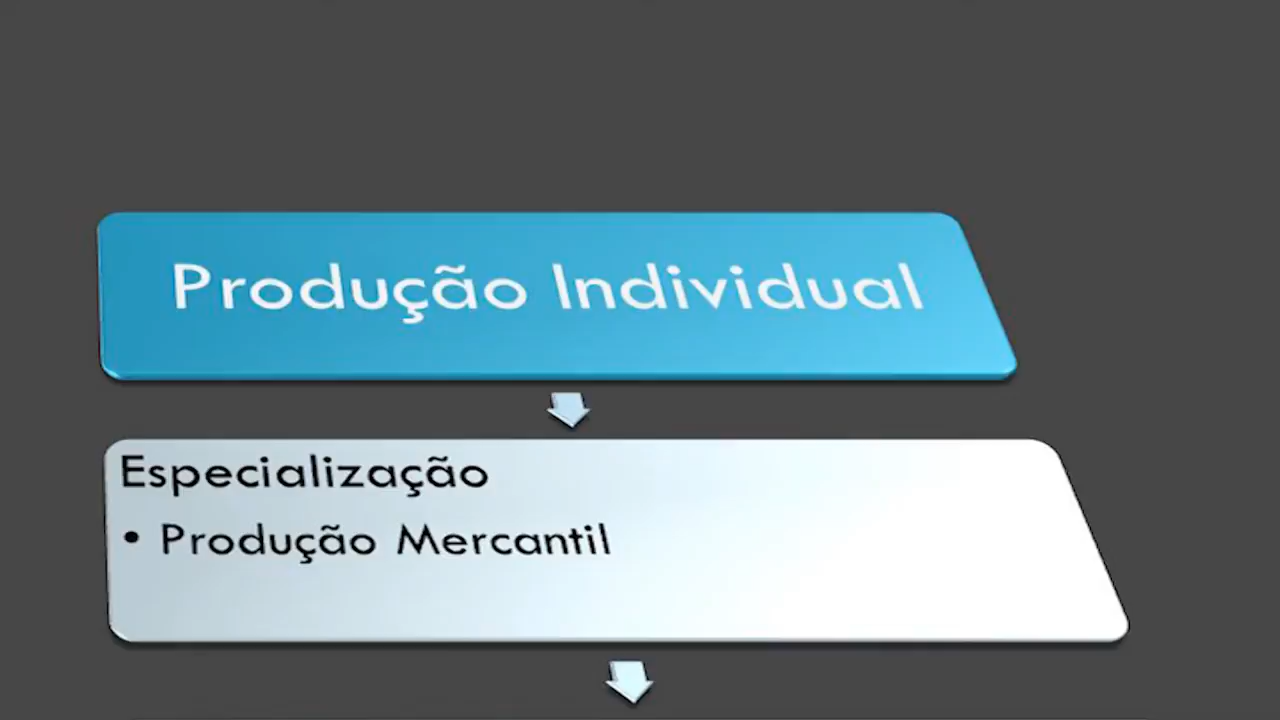 Produção Individual
Especialização
• Produção Mercantil